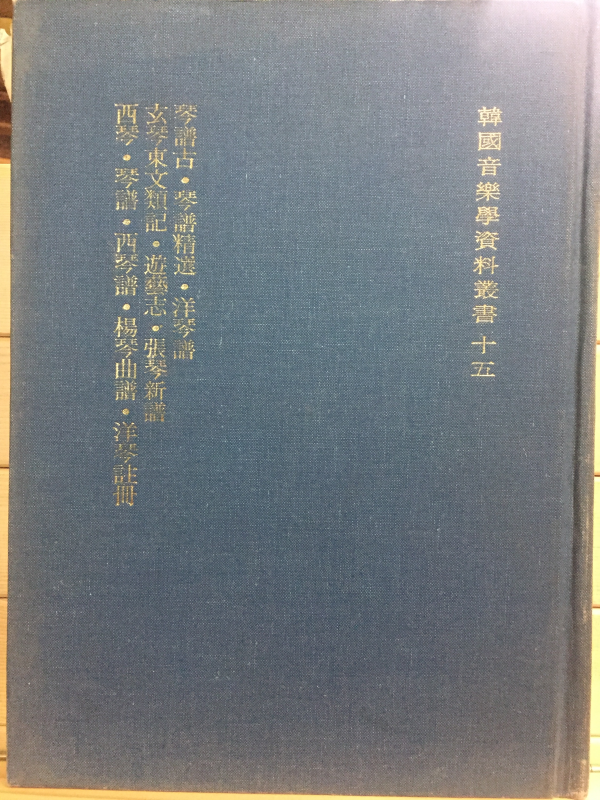 韓國音樂學資料叢書 十五
琴譜古・琴譜精選・洋琴譜
玄琴東文類記・遊藝志・張琴新譜
西琴・琴譜・西琴譜・楊琴曲譜・洋琴註冊